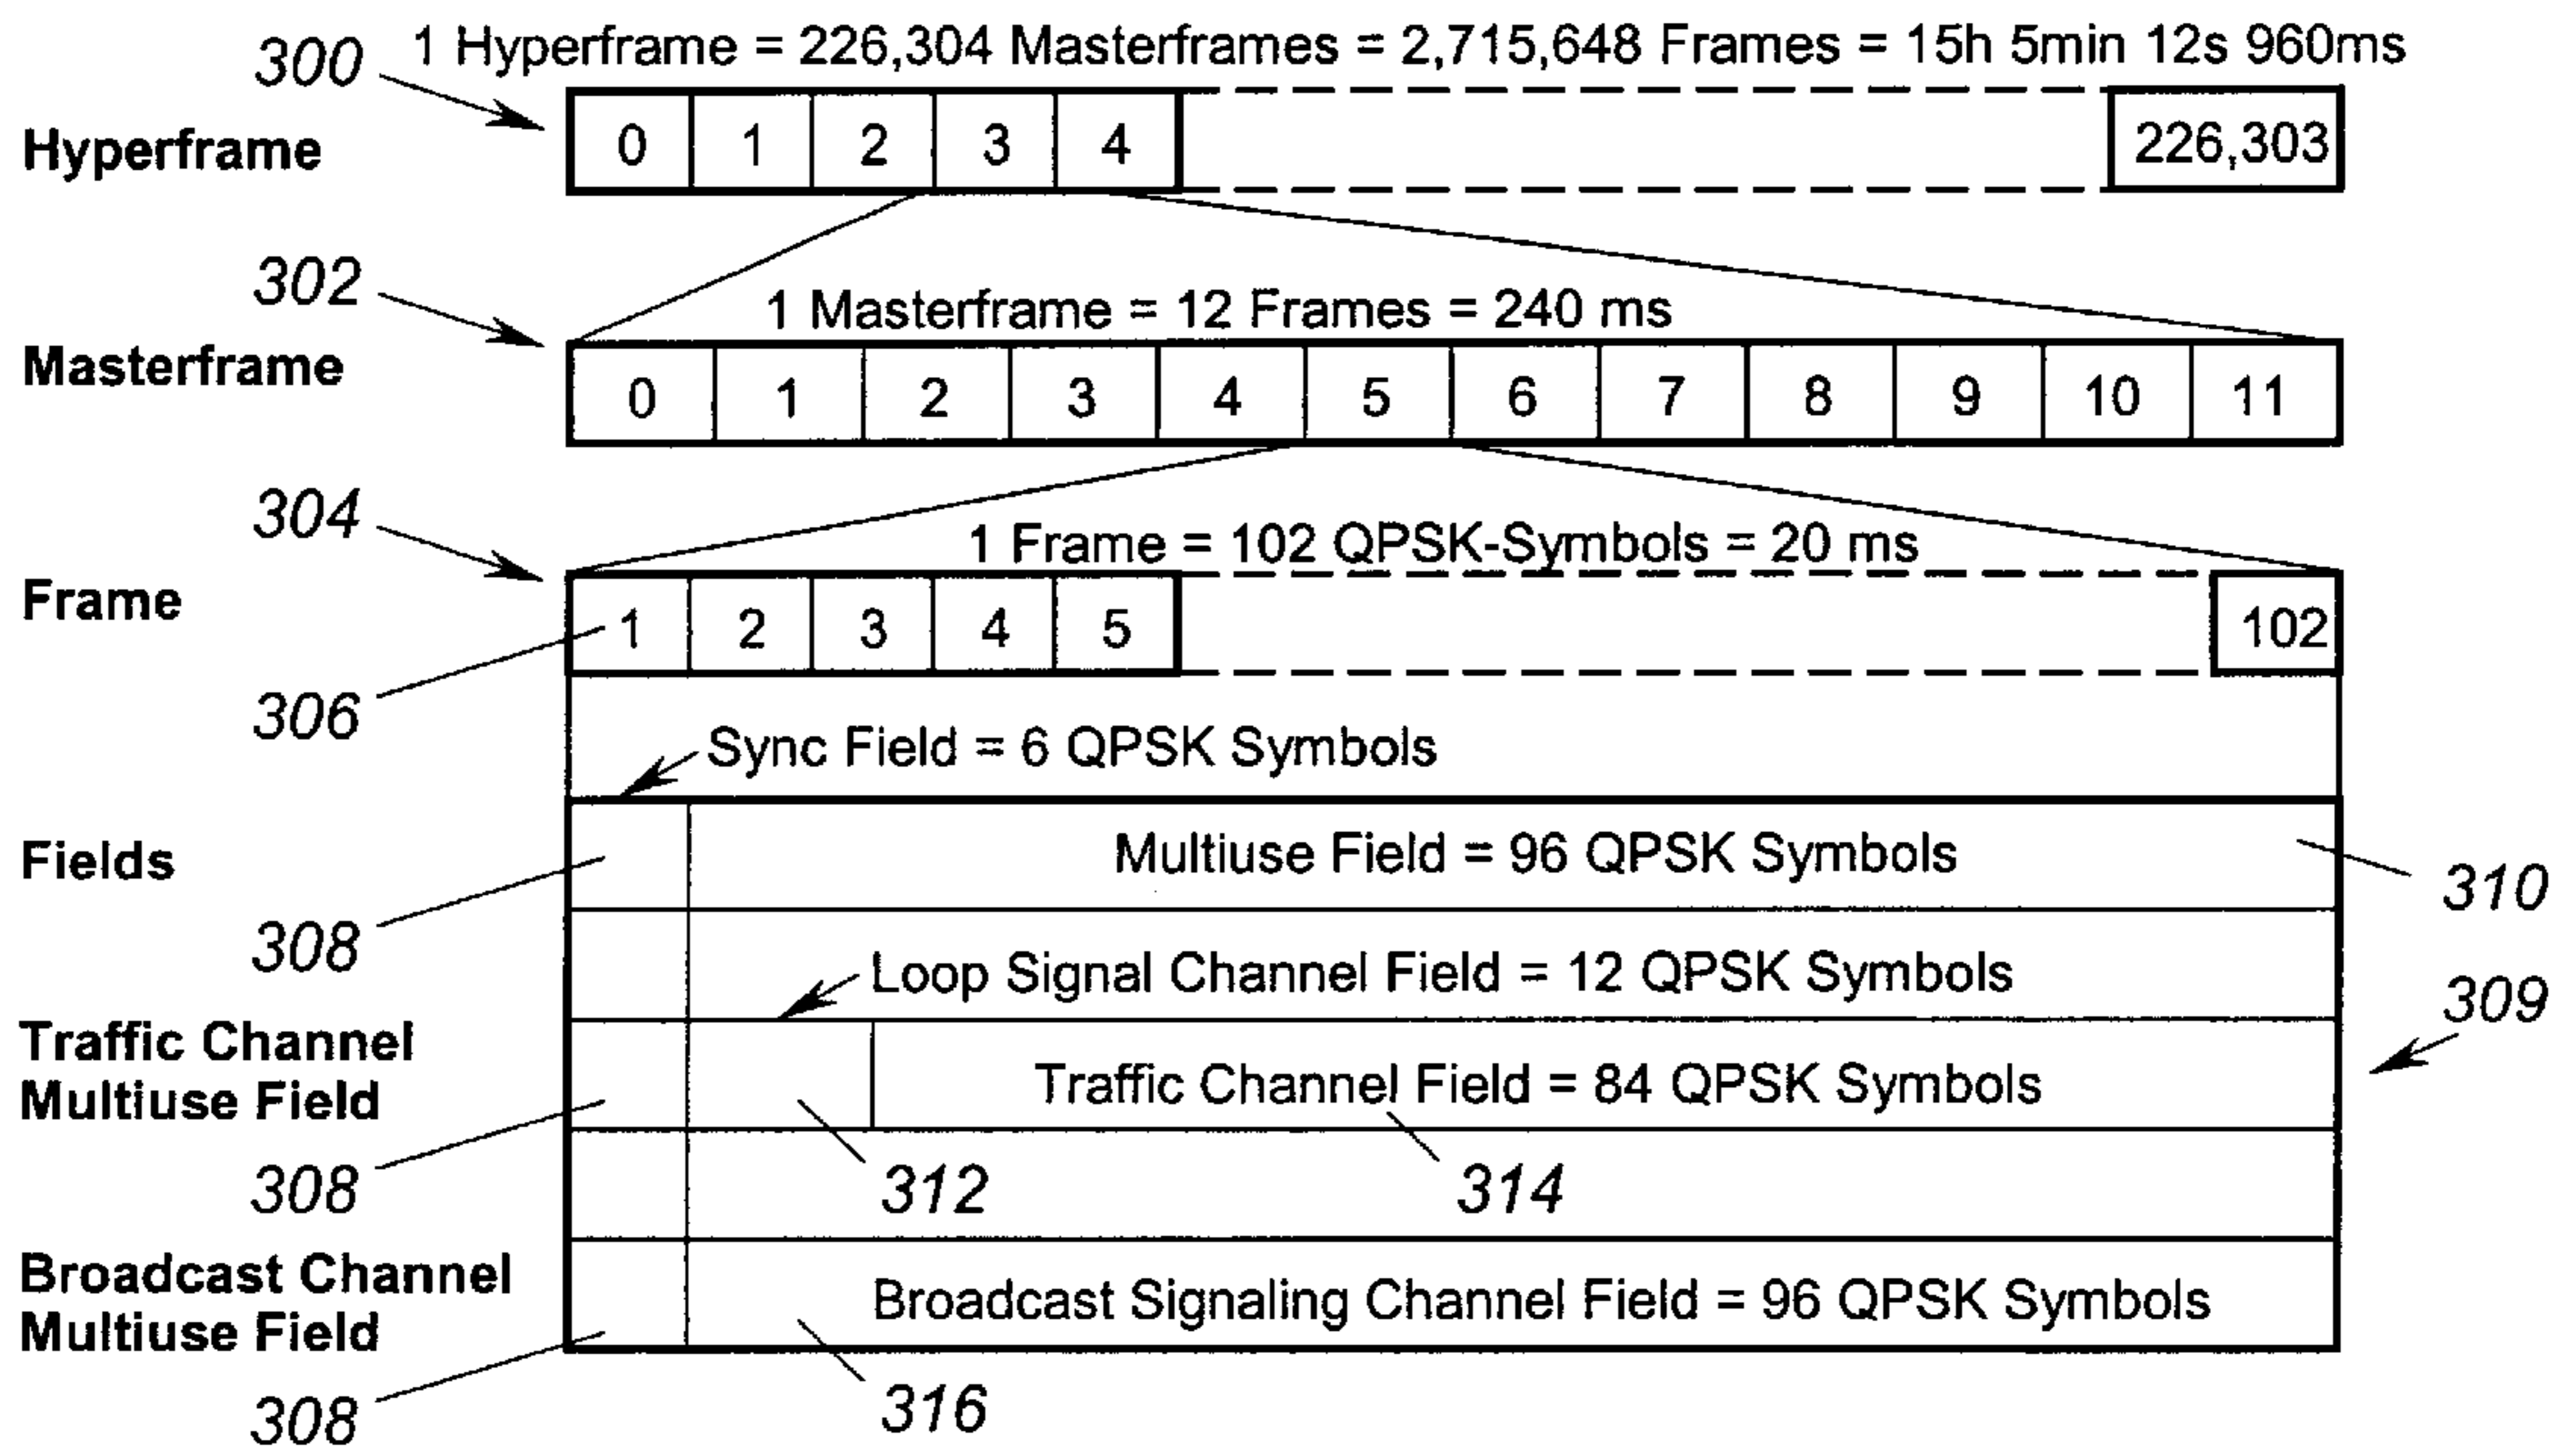 1 Hyperframe = 226,304 Masterframes = 2,715,648 Frames = 15h 5min 12s 960ms
300
Hyperframe
0 1 2 3 4 226,303
302
1 Masterframe = 12 Frames = 240 ms
Masterframe
0 1 2 3 4 5 6 7 8 9 10 11
304
1 Frame = 102 QPSK-Symbols = 20 ms
Frame
1 2 3 4 5 102
306
Sync Field = 6 QPSK Symbols
Fields
Multiuse Field = 96 QPSK Symbols
310
308
Loop Signal Channel Field = 12 QPSK Symbols
309
Traffic Channel
Multiuse Field
Traffic Channel Field = 84 QPSK Symbols
308
312
314
Broadcast Channel
Multiuse Field
Broadcast Signaling Channel Field = 96 QPSK Symbols
308
316